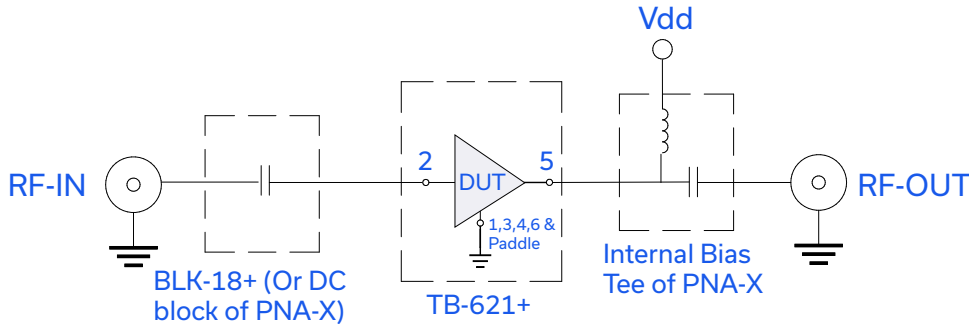 Vdd
RF-IN
2
DUT
5
RF-OUT
1,3,4,6 &
Paddle
BLK-18+ (Or DC
block of PNA-X)
TB-621+
Internal Bias
Tee of PNA-X